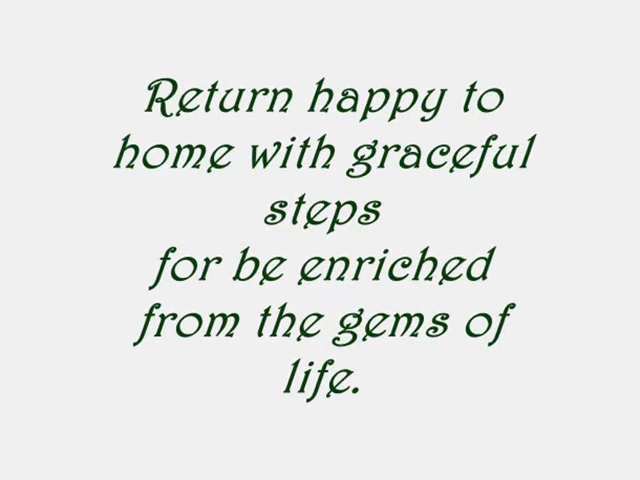 Return happy to
home with graceful
steps
for be enriched
from the gems of
life.